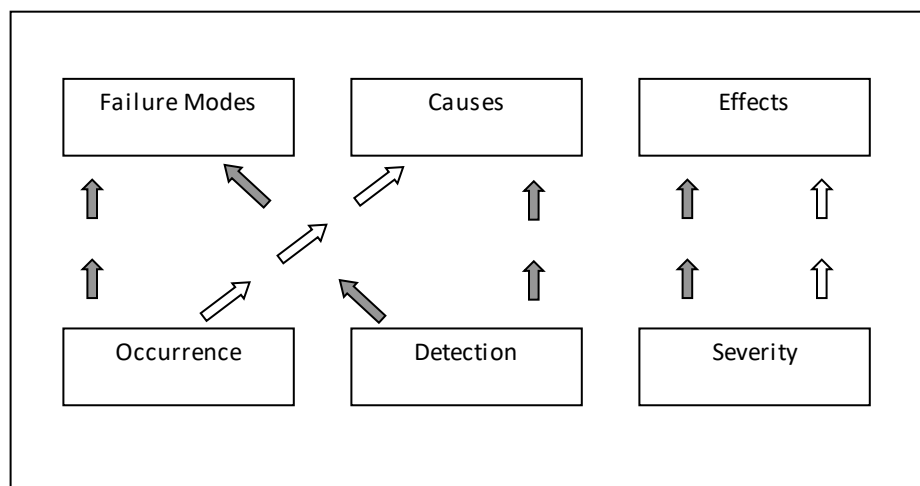 Failure Modes
Causes
Effects
Occurrence
Detection
Severity